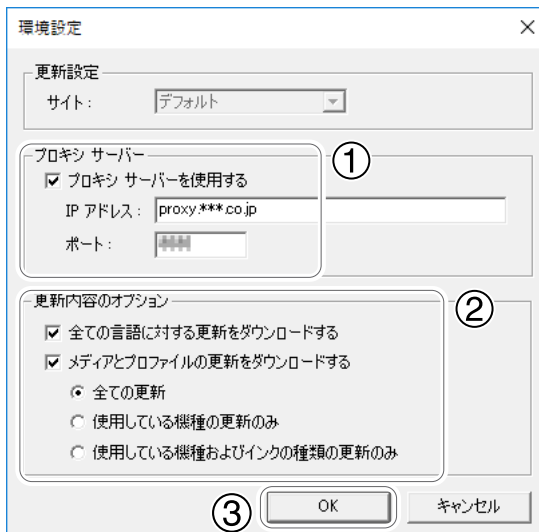 環境設定
更新設定
サイト： デフォルト
プロキシ サーバー ①
プロキシ サーバーを使用する
IP アドレス： proxy.***.co.jp
ポート：
更新内容のオプション ②
全ての言語に対する更新をダウンロードする
メディアとプロファイルの更新をダウンロードする
全ての更新
使用している機種の更新のみ
使用している機種およびインクの種類の更新のみ
③ OK キャンセル